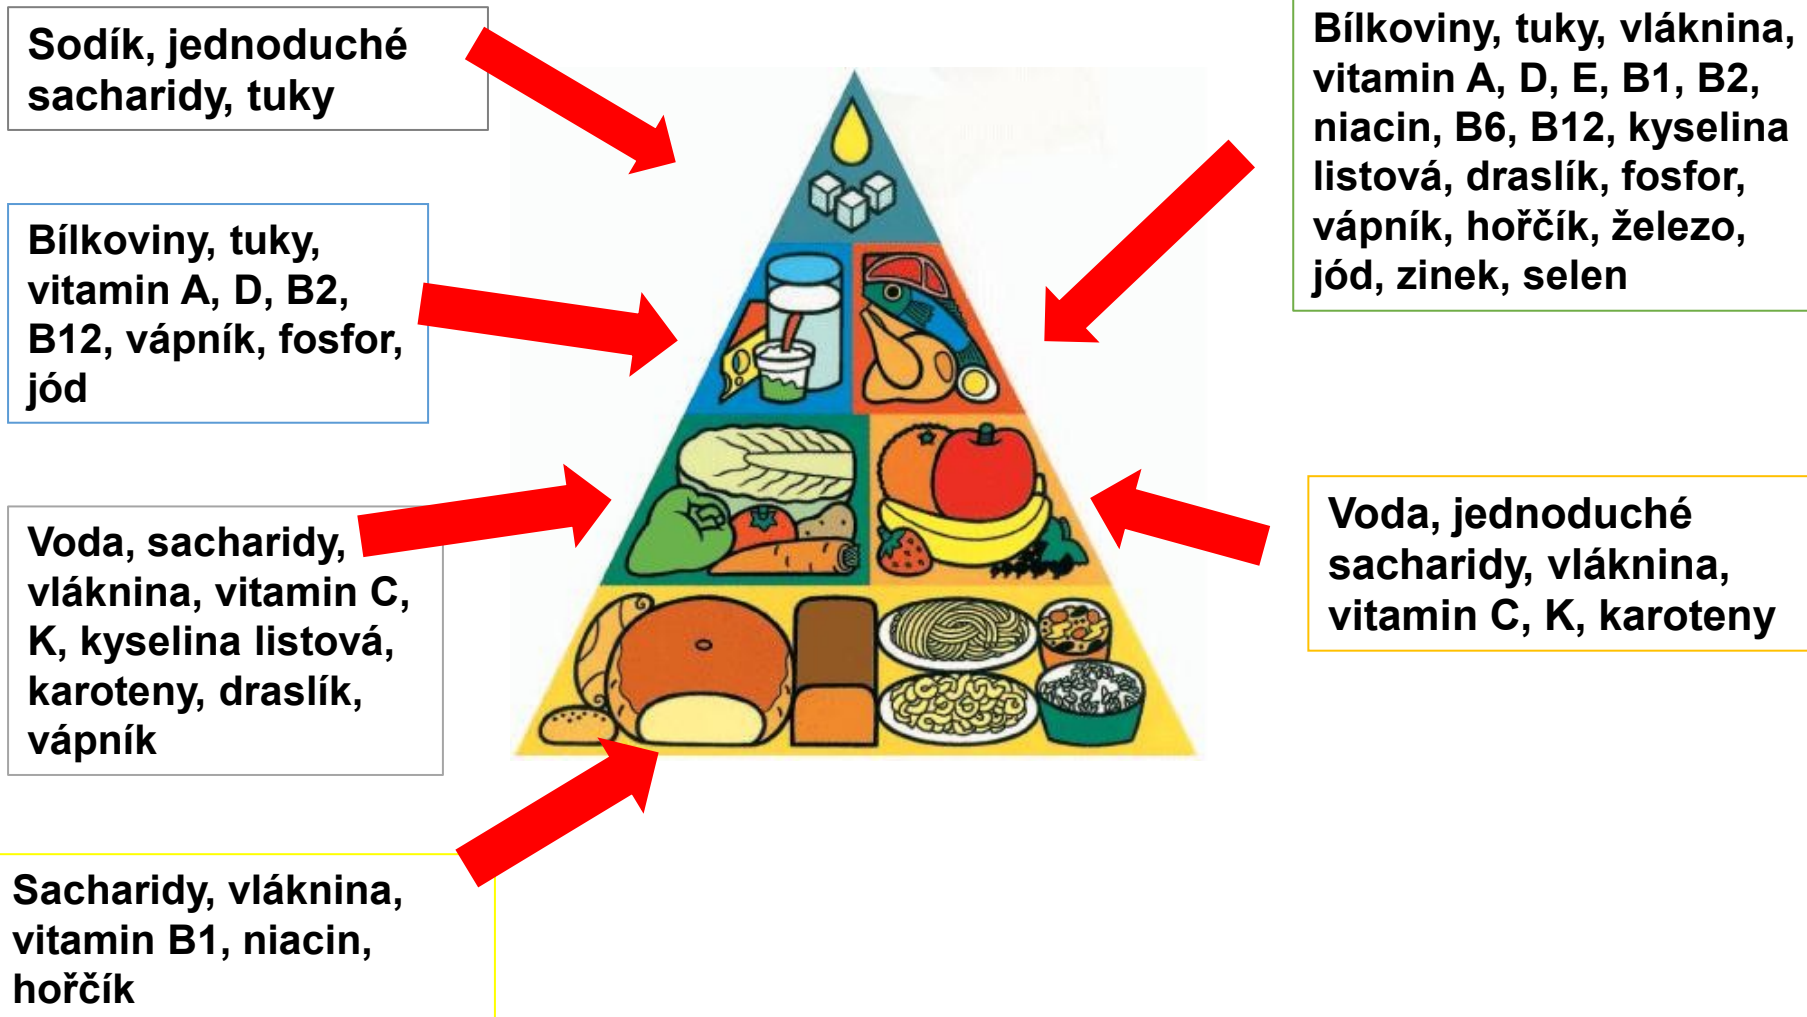 Sodík, jednoduché
sacharidy, tuky
Bílkoviny, tuky, vláknina,
vitamin A, D, E, B1, B2,
niacin, B6, B12, kyselina
listová, draslík, fosfor,
vápník, hořčík, železo,
jód, zinek, selen
Bílkoviny, tuky,
vitamin A, D, B2,
B12, vápník, fosfor,
jód
Voda, sacharidy,
vláknina, vitamin C,
K, kyselina listová,
karoteny, draslík,
vápník
Voda, jednoduché
sacharidy, vláknina,
vitamin C, K, karoteny
Sacharidy, vláknina,
vitamin B1, niacin,
hořčík